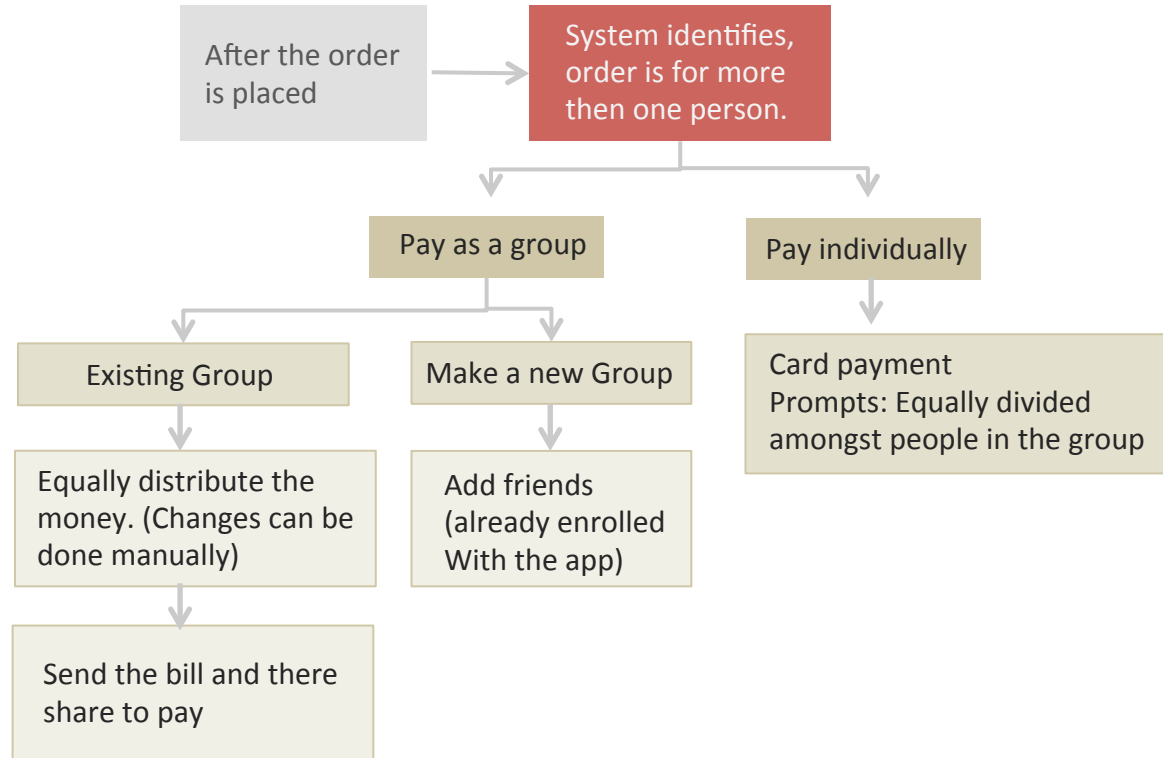 After the order
is placed
System identifies,
order is for more
then one person.
Pay as a group
Pay individually
Existing Group
Make a new Group
Card payment
Prompts: Equally divided
amongst people in the group
Equally distribute the
money. (Changes can be
done manually)
Add friends
(already enrolled
With the app)
Send the bill and there
share to pay